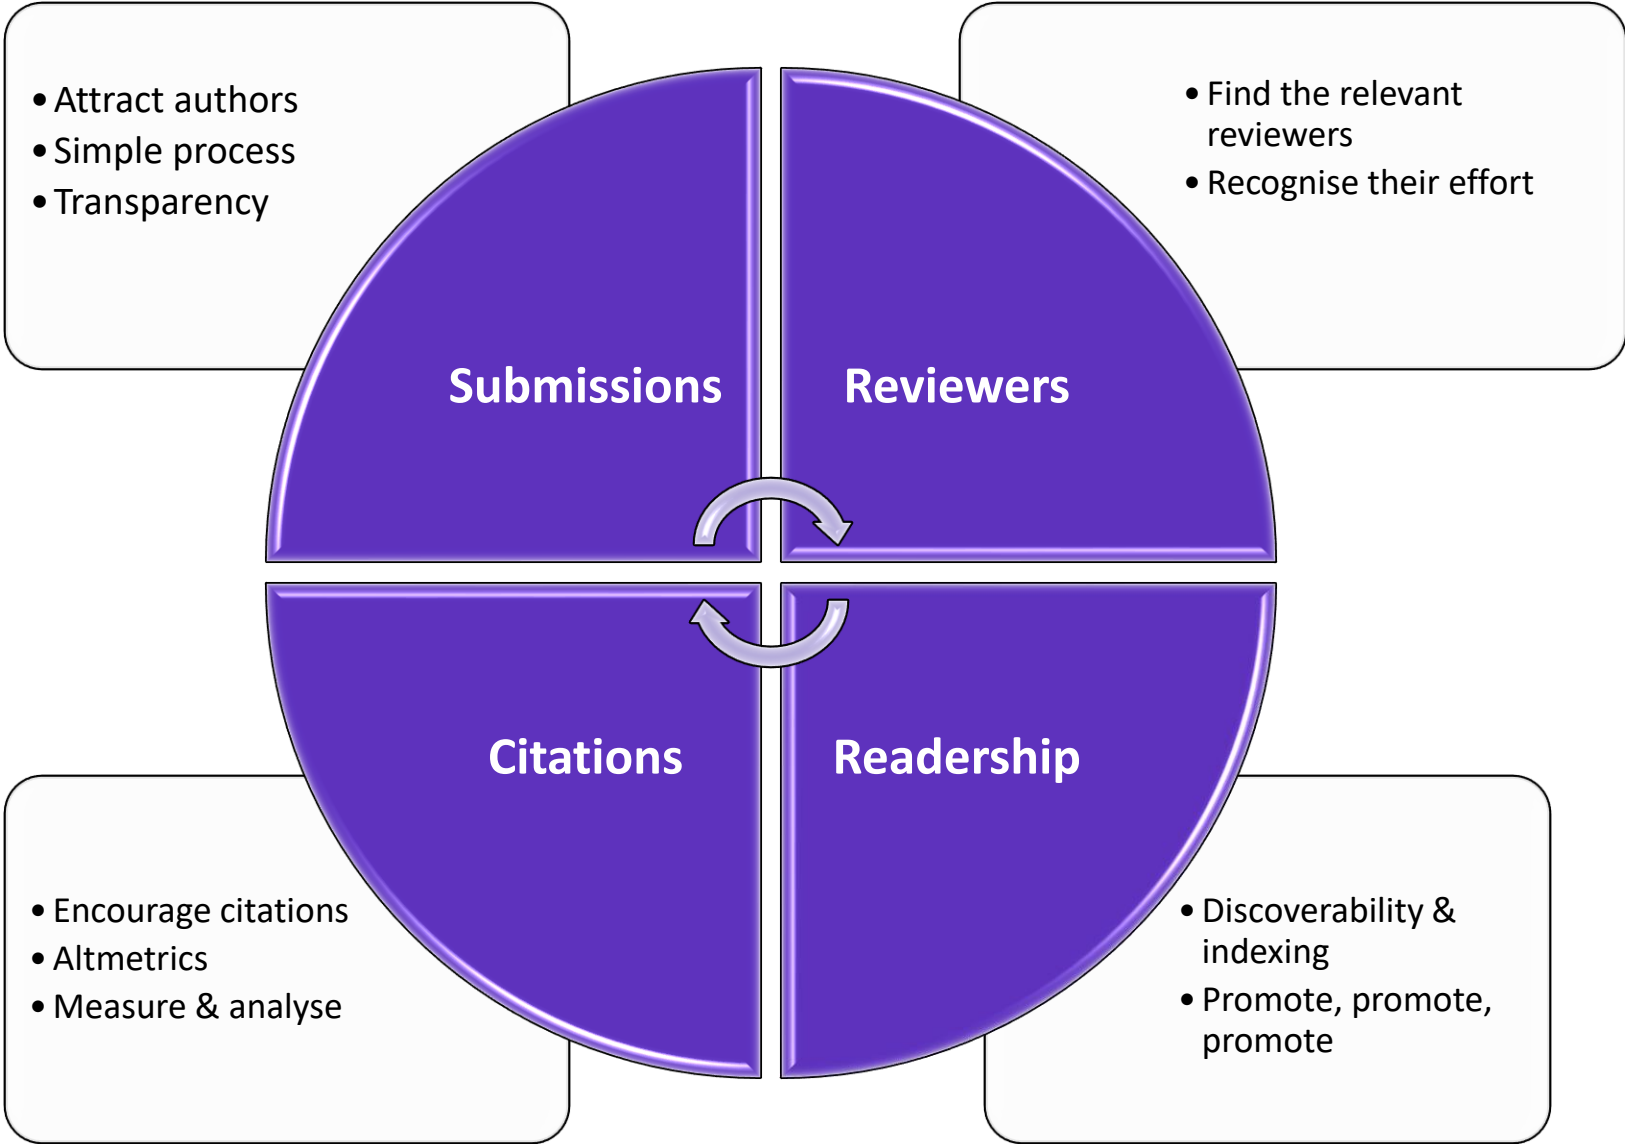 • Attract authors
• Simple process
• Transparency
• Find the relevant
reviewers
• Recognise their effort
Submissions
Reviewers
Citations
Readership
• Encourage citations
• Altmetrics
• Measure & analyse
• Discoverability &
indexing
• Promote, promote,
promote